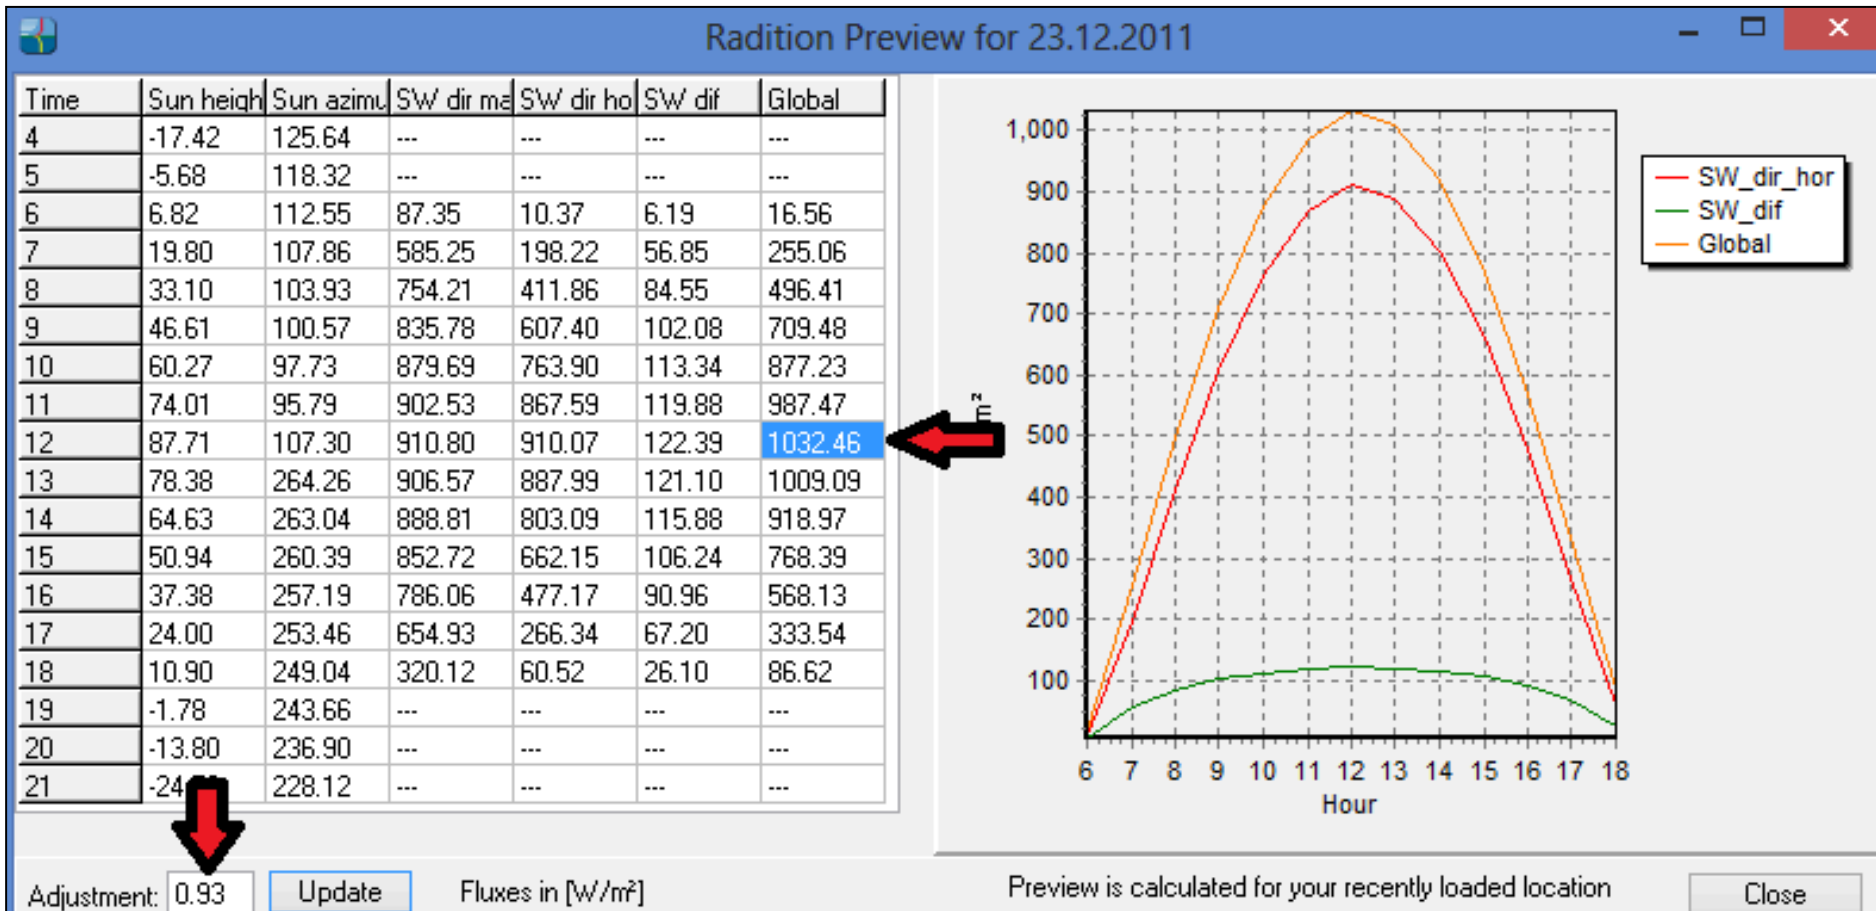 Radition Preview for 23.12.2011
Time Sun heigh Sun azimu SW dir ma SW dir ho SW dif Global
4 -17.42 125.64 --- --- --- ---
5 -5.68 118.32 --- --- --- ---
6 6.82 112.55 87.35 10.37 6.19 16.56
7 19.80 107.86 585.25 198.22 56.85 255.06
8 33.10 103.93 754.21 411.86 84.55 496.41
9 46.61 100.57 835.78 607.40 102.08 709.48
10 60.27 97.73 879.69 763.90 113.34 877.23
11 74.01 95.79 902.53 867.59 119.88 987.47
12 87.71 107.30 910.80 910.07 122.39 1032.46
13 78.38 264.26 906.57 887.99 121.10 1009.09
14 64.63 263.04 888.81 803.09 115.88 918.97
15 50.94 260.39 852.72 662.15 106.24 768.39
16 37.38 257.19 786.06 477.17 90.96 568.13
17 24.00 253.46 654.93 266.34 67.20 333.54
18 10.90 249.04 320.12 60.52 26.10 86.62
19 -1.78 243.66 --- --- --- ---
20 -13.80 236.90 --- --- --- ---
21 -24 228.12 --- --- --- ---
1,000
900
800
700
600
500
400
300
200
100
m²
6 7 8 9 10 11 12 13 14 15 16 17 18
Hour
SW_dir_hor
SW_dif
Global
Adjustment: 0.93 Update Fluxes in [W/m²] Preview is calculated for your recently loaded location Close